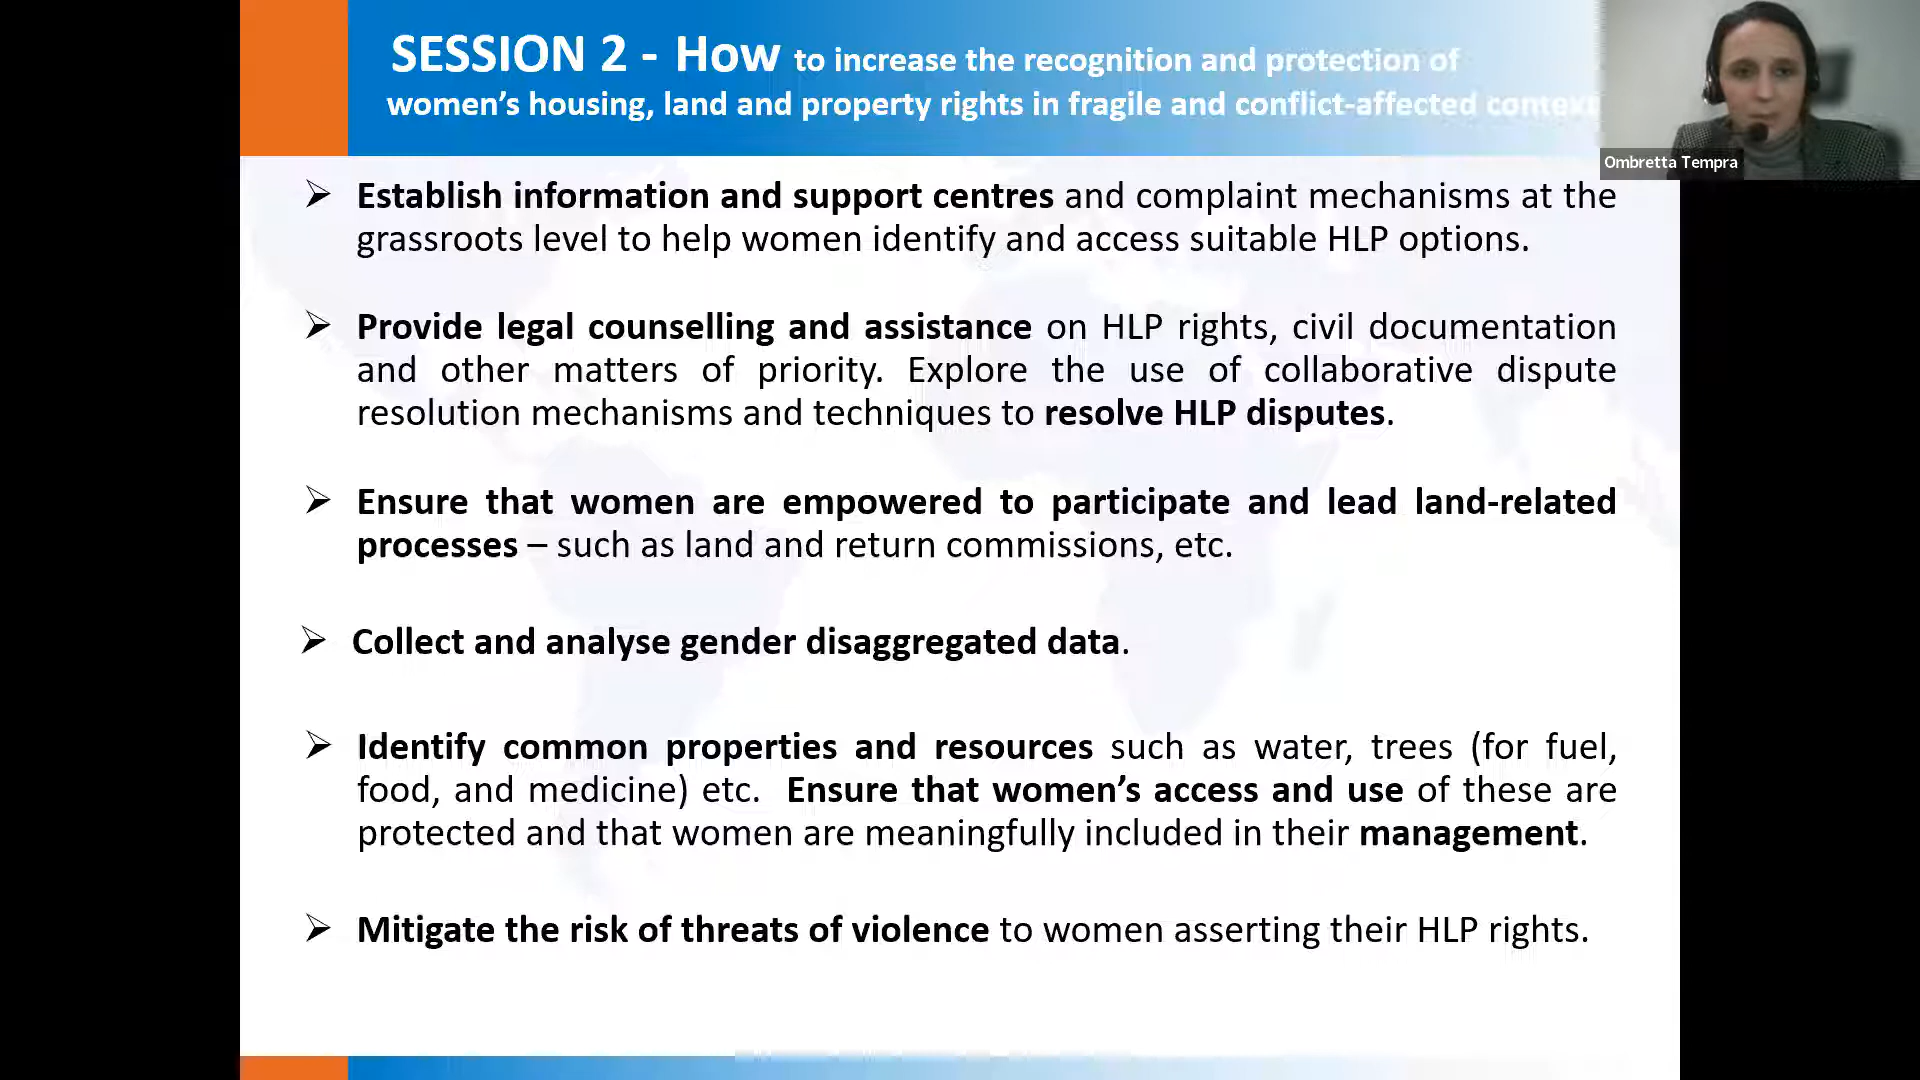 SESSION 2 - How to increase the recognition and protection of
women’s housing, land and property rights in fragile and conflict-affected context
Ombretta Tempra
➢ Establish information and support centres and complaint mechanisms at the
grassroots level to help women identify and access suitable HLP options.
➢ Provide legal counselling and assistance on HLP rights, civil documentation
and other matters of priority. Explore the use of collaborative dispute
resolution mechanisms and techniques to resolve HLP disputes.
➢ Ensure that women are empowered to participate and lead land-related
processes – such as land and return commissions, etc.
➢ Collect and analyse gender disaggregated data.
➢ Identify common properties and resources such as water, trees (for fuel,
food, and medicine) etc. Ensure that women’s access and use of these are
protected and that women are meaningfully included in their management.
➢ Mitigate the risk of threats of violence to women asserting their HLP rights.